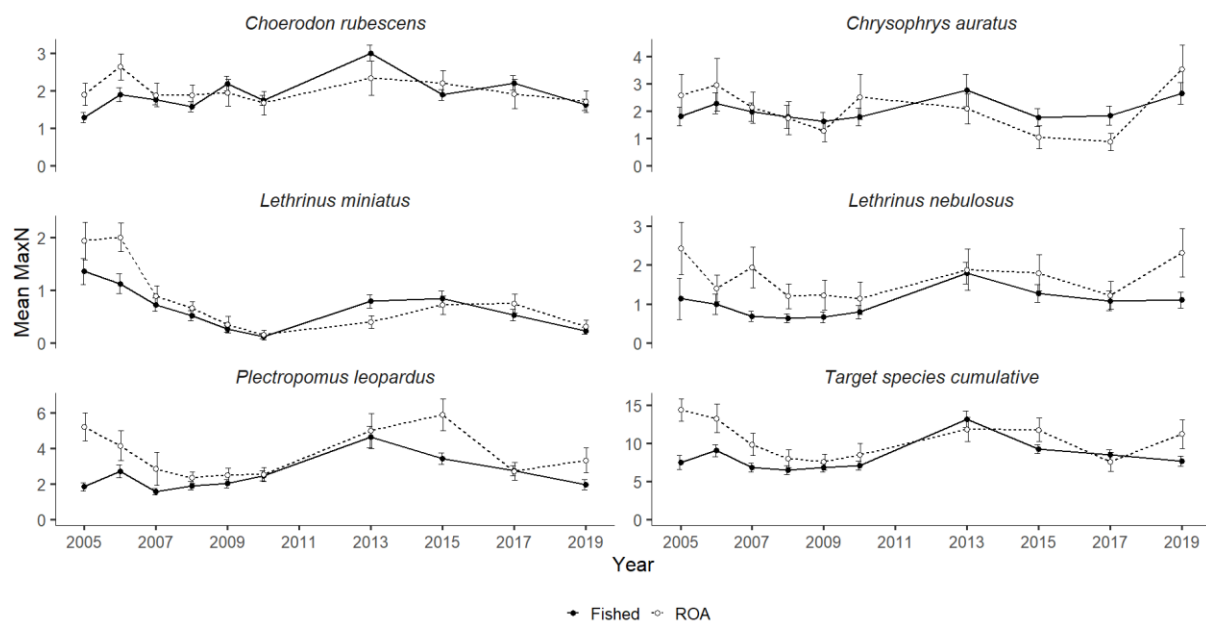 Choerodon rubescens
Chrysophrys auratus
3
2
1
0
4
3
2
1
0
Lethrinus miniatus
Lethrinus nebulosus
2
1
0
3
2
1
0
Plectropomus leopardus
Target species cumulative
6
4
2
0
15
10
5
0
Mean MaxN
2005 2007 2009 2011 2013 2015 2017 2019
2005 2007 2009 2011 2013 2015 2017 2019
Year
Fished ROA